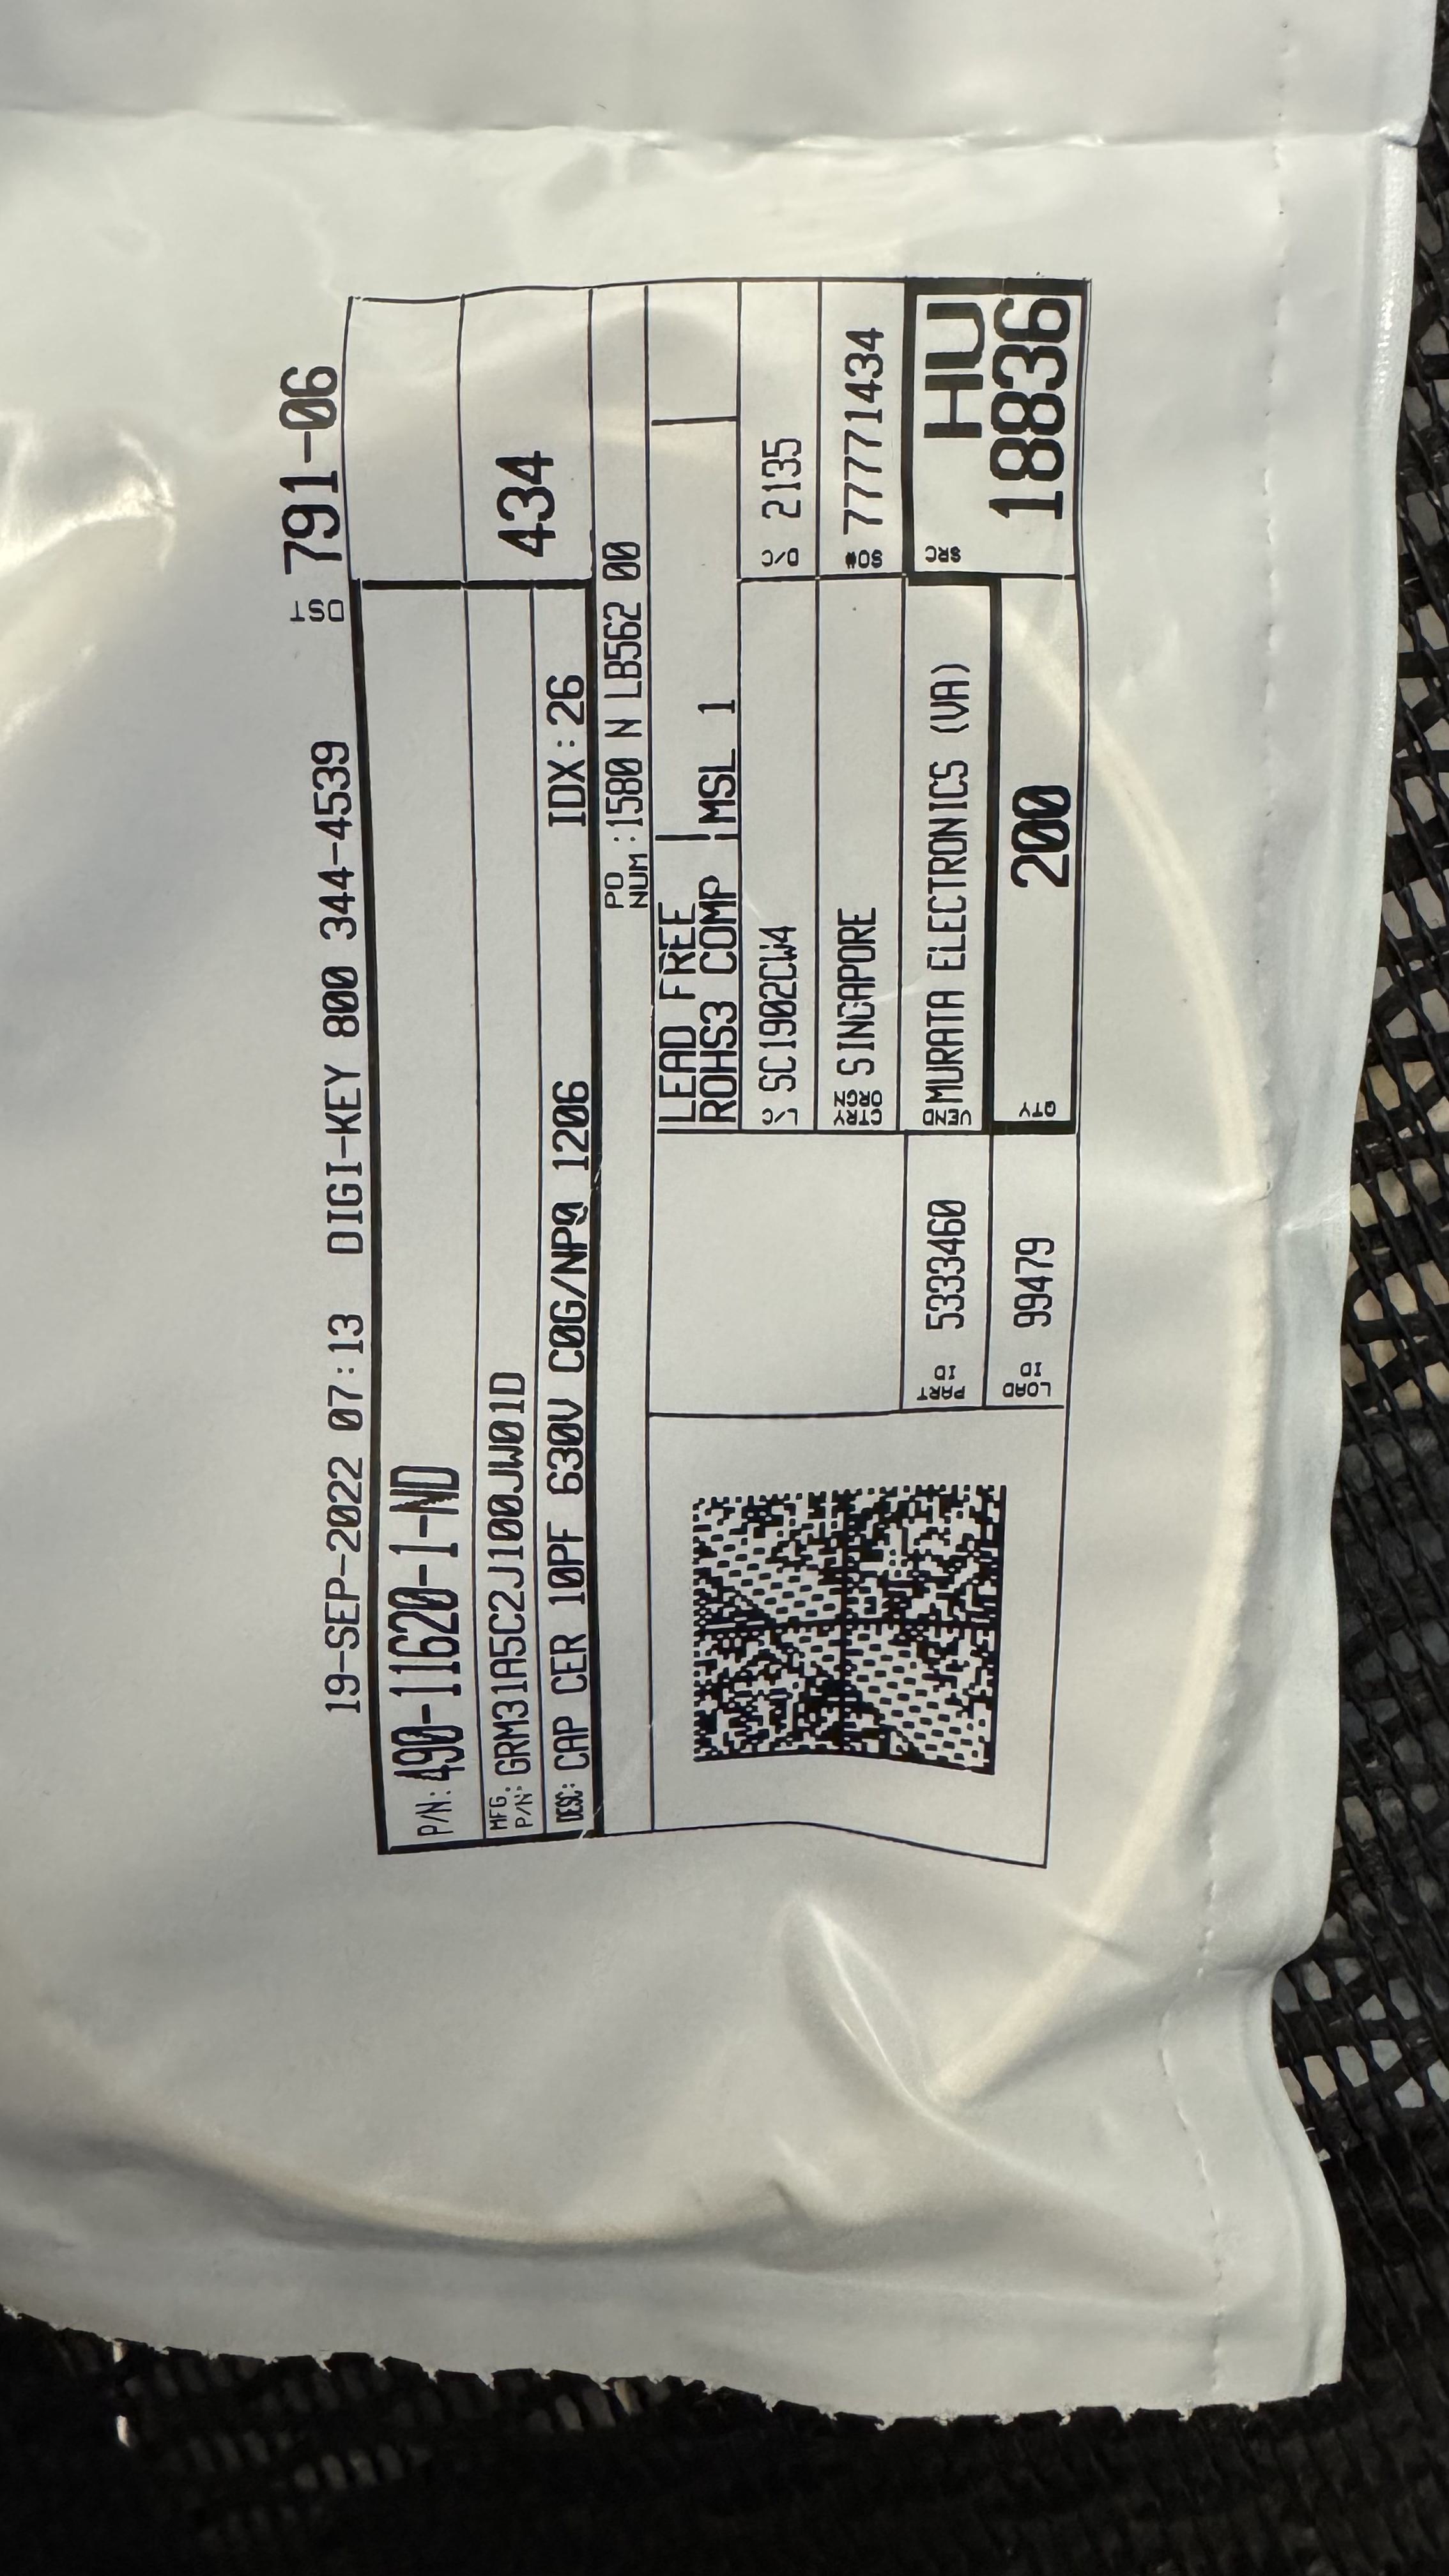 DST 791-06
19-SEP-2022 07:13 DIGI-KEY 800 344-4539
P/N: 490-11620-1-ND
MFG. P/N: GRM31A5C2J100JW01D
434
DESC: CAP CER 10PF 630V C0G/NP0 1206 IDX:26
PO NUM :1580 N LB562 00
LEAD FREE
ROHS3 COMP MSL 1
L/C SC1902CW4 D/C 2135
CTRY ORGN SINGAPORE SO# 77771434
PART ID 5333460 VEND MURATA ELECTRONICS (VA) SRC HU
LOAD ID 99479 QTY 200 18836